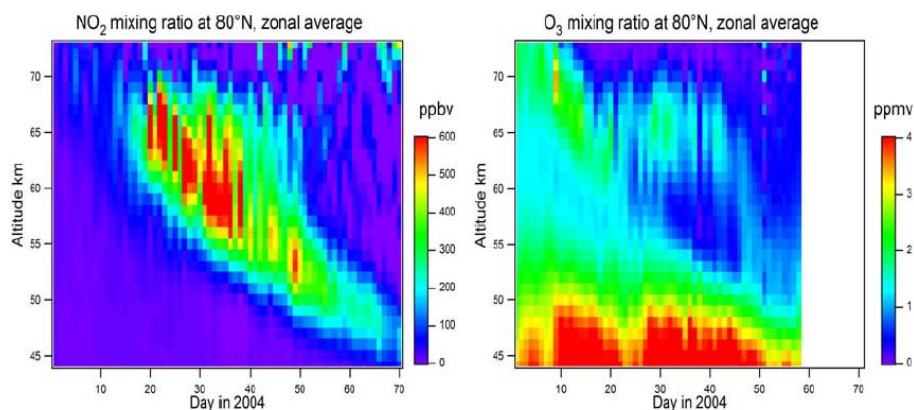 NO₂ mixing ratio at 80°N, zonal average
70
65
60
55
50
45
Altitude km
10 20 30 40 50 60 70
Day in 2004
ppbv
600
500
400
300
200
100
0
O₃ mixing ratio at 80°N, zonal average
70
65
60
55
50
45
Altitude km
10 20 30 40 50 60 70
Day in 2004
ppmv
4
3
2
1
0